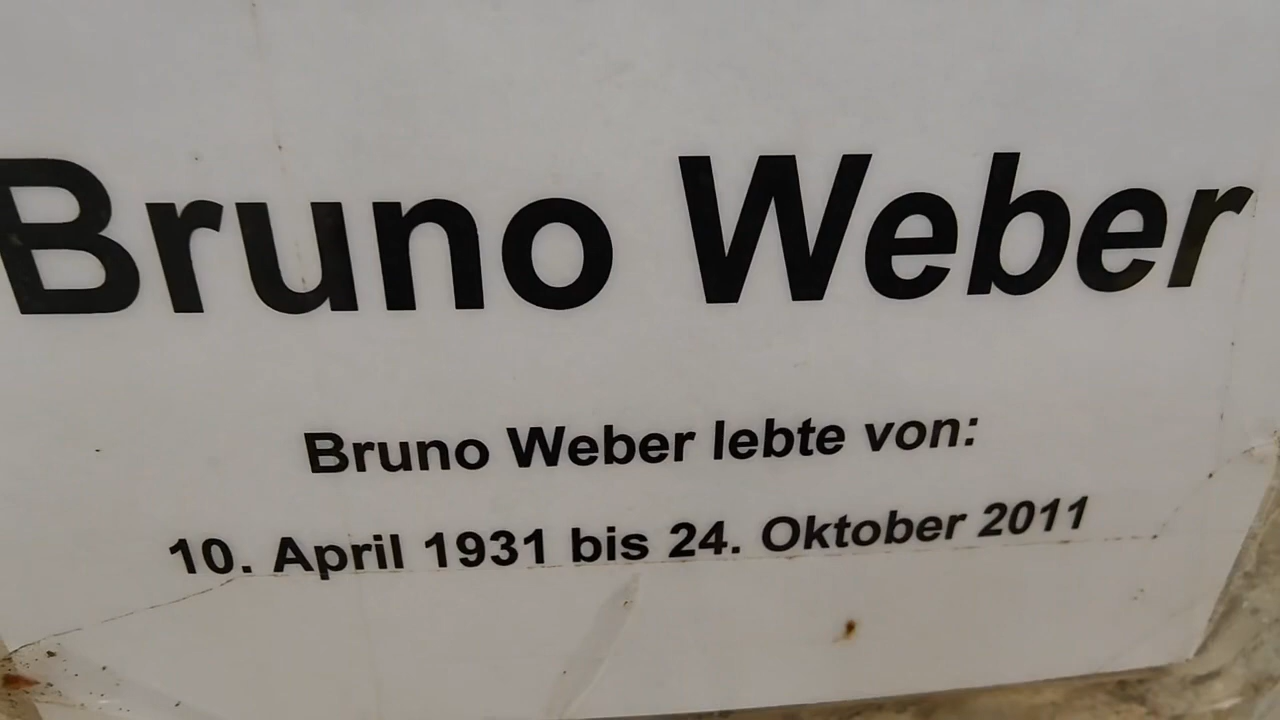 Bruno Weber
Bruno Weber lebte von:
10. April 1931 bis 24. Oktober 2011